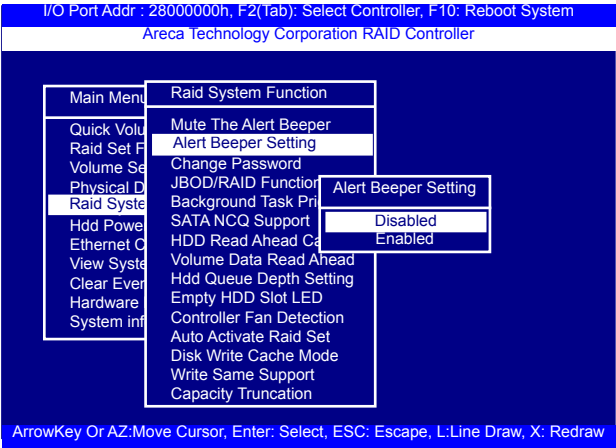 I/O Port Addr : 28000000h, F2(Tab): Select Controller, F10: Reboot System
Areca Technology Corporation RAID Controller
Main Menu
Quick Volu
Raid Set F
Volume Se
Physical D
Raid Syste
Hdd Powe
Ethernet C
View Syste
Clear Even
Hardware
System inf
Raid System Function
Mute The Alert Beeper
Alert Beeper Setting
Change Password
JBOD/RAID Function
Background Task Pri
SATA NCQ Support
HDD Read Ahead Ca
Volume Data Read Ahead
Hdd Queue Depth Setting
Empty HDD Slot LED
Controller Fan Detection
Auto Activate Raid Set
Disk Write Cache Mode
Write Same Support
Capacity Truncation
Alert Beeper Setting
Disabled
Enabled
ArrowKey Or AZ:Move Cursor, Enter: Select, ESC: Escape, L:Line Draw, X: Redraw